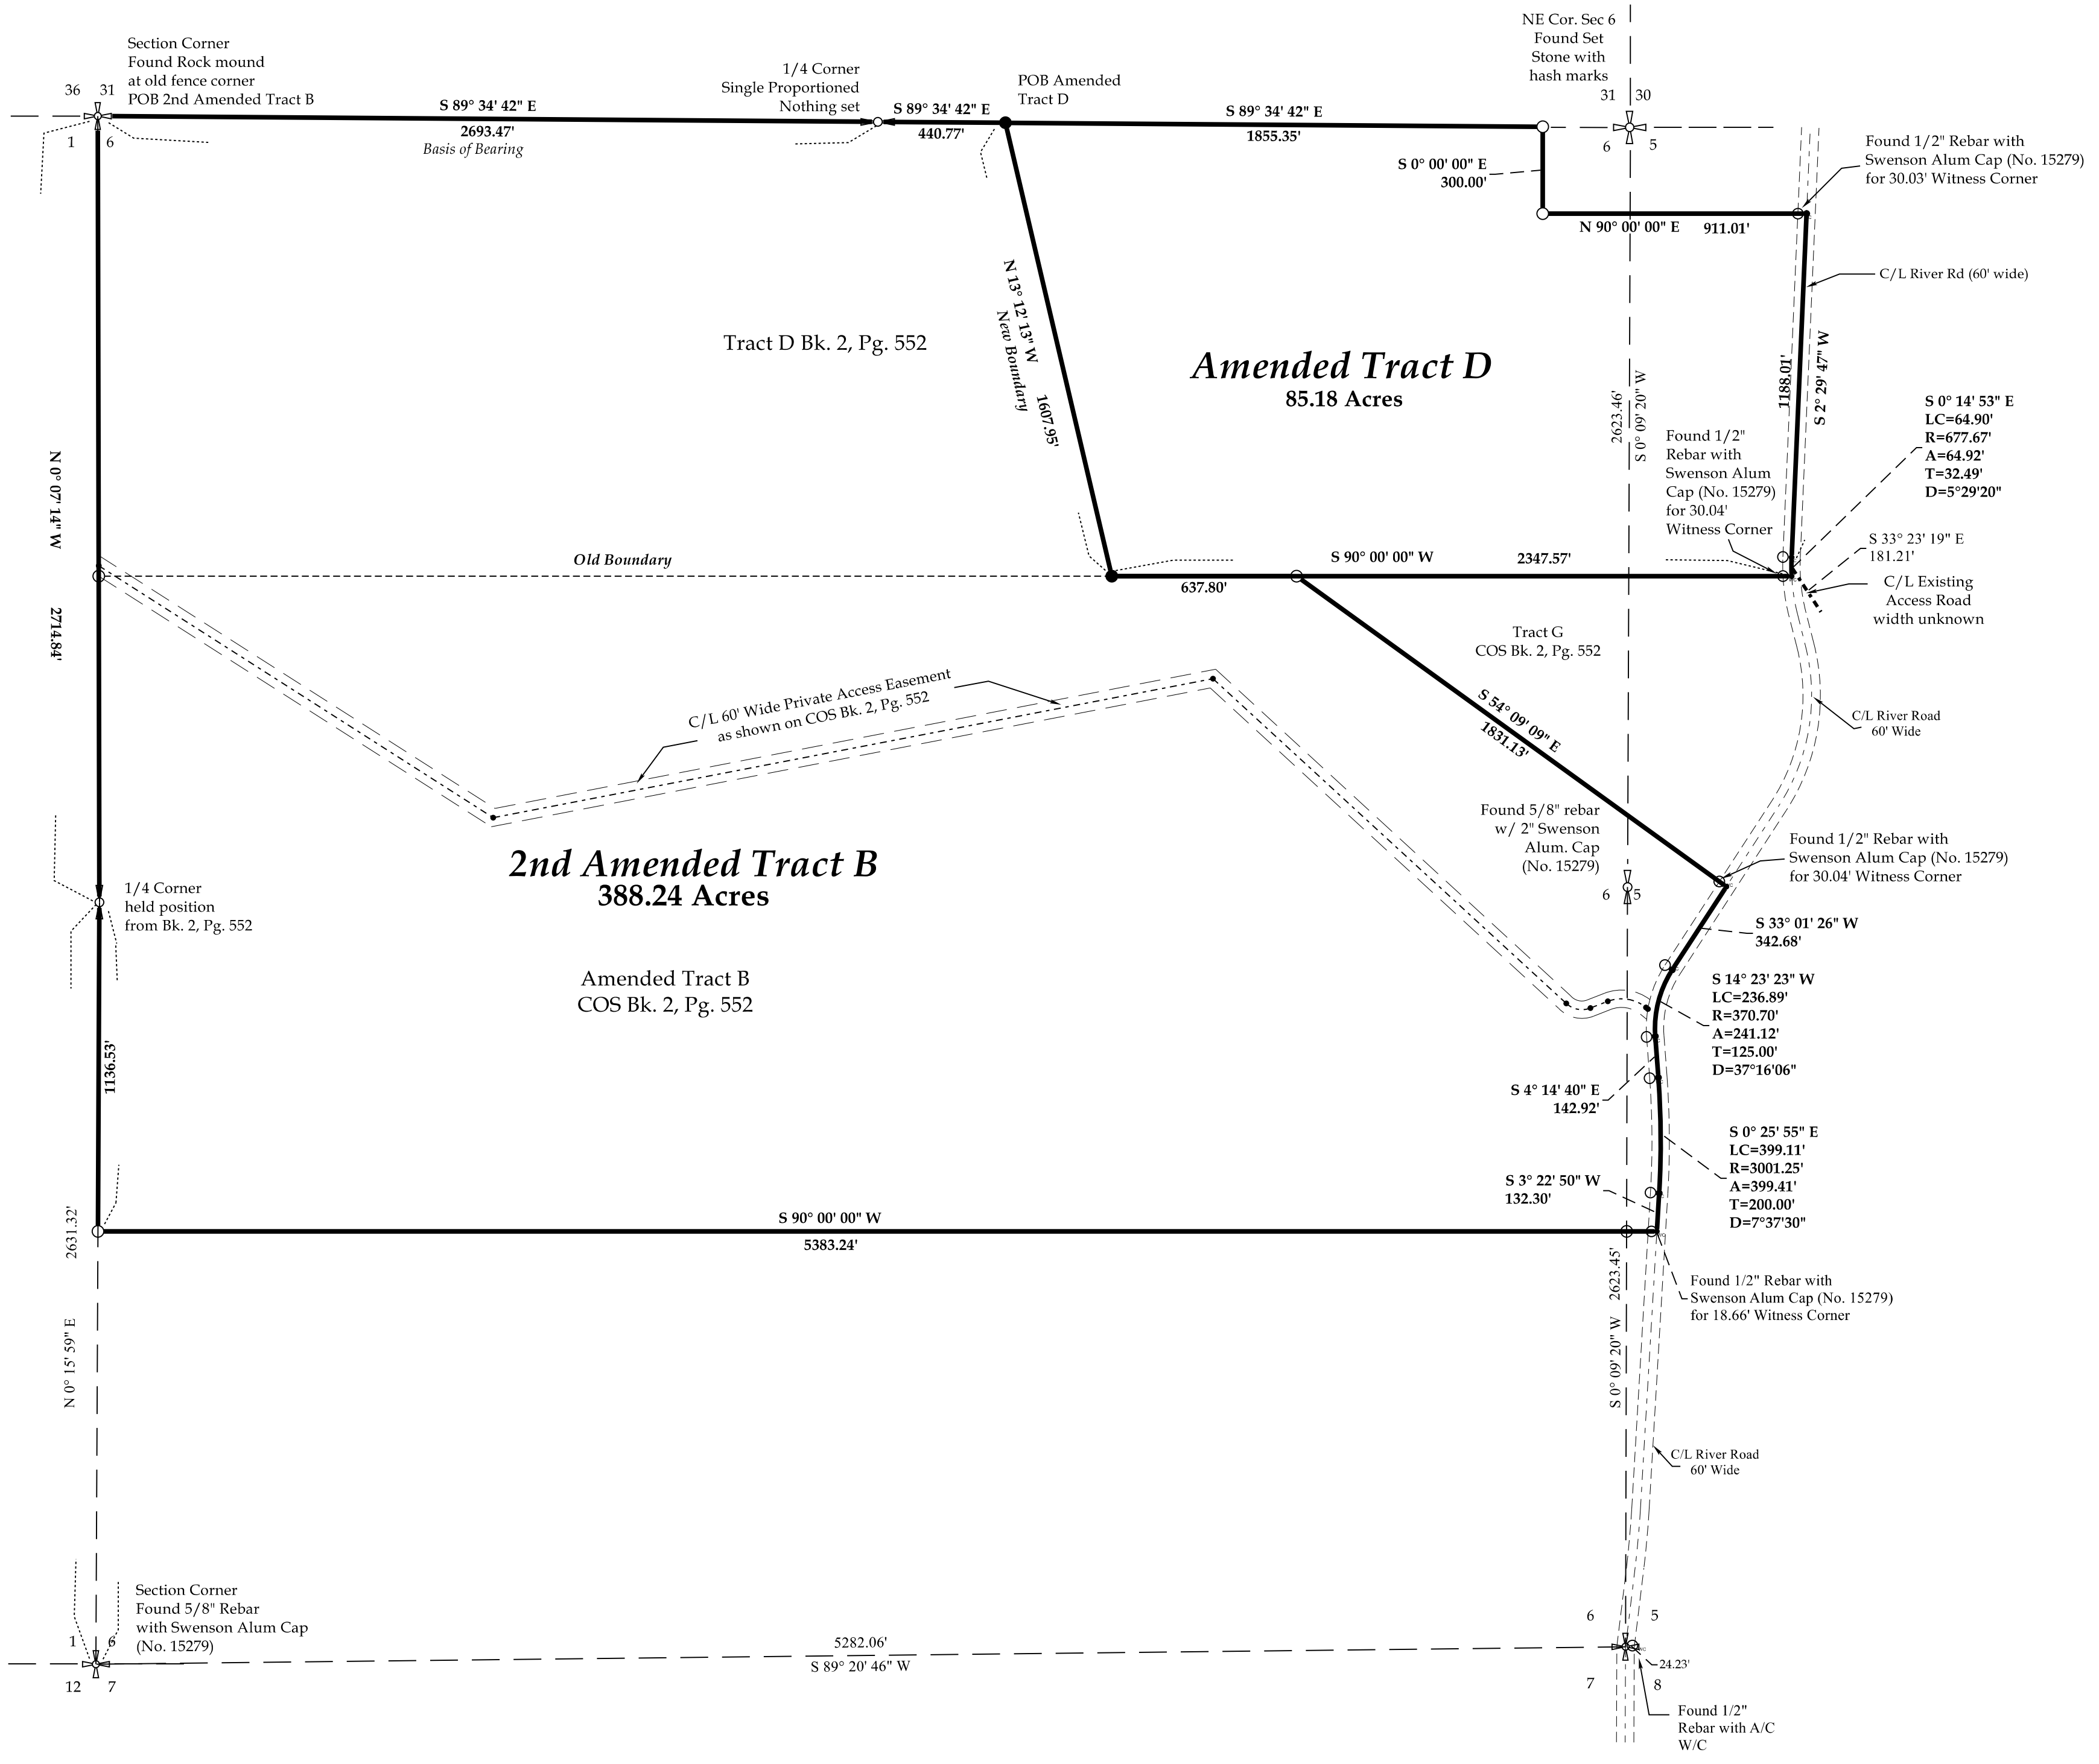 NE Cor. Sec 6
Found Set
Stone with
hash marks
Section Corner
Found Rock mound
at old fence corner
POB 2nd Amended Tract B
36
31
1
6
1/4 Corner
Single Proportioned
Nothing set
POB Amended
Tract D
S 89° 34' 42" E
2693.47'
Basis of Bearing
S 89° 34' 42" E
440.77'
S 89° 34' 42" E
1855.35'
31
30
6
5
S 0° 00' 00" E
300.00'
N 90° 00' 00" E
911.01'
Found 1/2" Rebar with
Swenson Alum Cap (No. 15279)
for 30.03' Witness Corner
C/L River Rd (60' wide)
N 13° 12' 13" W
1607.95'
New Boundary
Tract D Bk. 2, Pg. 552
Amended Tract D
85.18 Acres
2623.46'
S 0° 09' 20" W
1188.01'
S 2° 29' 47" W
S 0° 14' 53" E
LC=64.90'
R=677.67'
A=64.92'
T=32.49'
D=5°29'20"
Found 1/2"
Rebar with
Swenson Alum
Cap (No. 15279)
for 30.04'
Witness Corner
S 33° 23' 19" E
181.21'
C/L Existing
Access Road
width unknown
N 0° 07' 14" W
2714.84'
Old Boundary
S 90° 00' 00" W
2347.57'
637.80'
Tract G
COS Bk. 2, Pg. 552
C/L 60' Wide Private Access Easement
as shown on COS Bk. 2, Pg. 552
S 54° 09' 09" E
1831.13'
C/L River Road
60' Wide
Found 5/8" rebar
w/ 2" Swenson
Alum. Cap
(No. 15279)
6
5
Found 1/2" Rebar with
Swenson Alum Cap (No. 15279)
for 30.04' Witness Corner
2nd Amended Tract B
388.24 Acres
1/4 Corner
held position
from Bk. 2, Pg. 552
Amended Tract B
COS Bk. 2, Pg. 552
S 33° 01' 26" W
342.68'
S 14° 23' 23" W
LC=236.89'
R=370.70'
A=241.12'
T=125.00'
D=37°16'06"
1136.53'
S 4° 14' 40" E
142.92'
S 0° 25' 55" E
LC=399.11'
R=3001.25'
A=399.41'
T=200.00'
D=7°37'30"
S 3° 22' 50" W
132.30'
S 90° 00' 00" W
5383.24'
2631.32'
N 0° 15' 59" E
2623.45'
S 0° 09' 20" W
Found 1/2" Rebar with
Swenson Alum Cap (No. 15279)
for 18.66' Witness Corner
C/L River Road
60' Wide
Section Corner
Found 5/8" Rebar
with Swenson Alum Cap
(No. 15279)
1
6
12
7
5282.06'
S 89° 20' 46" W
6
5
7
8
24.23'
Found 1/2"
Rebar with A/C
W/C